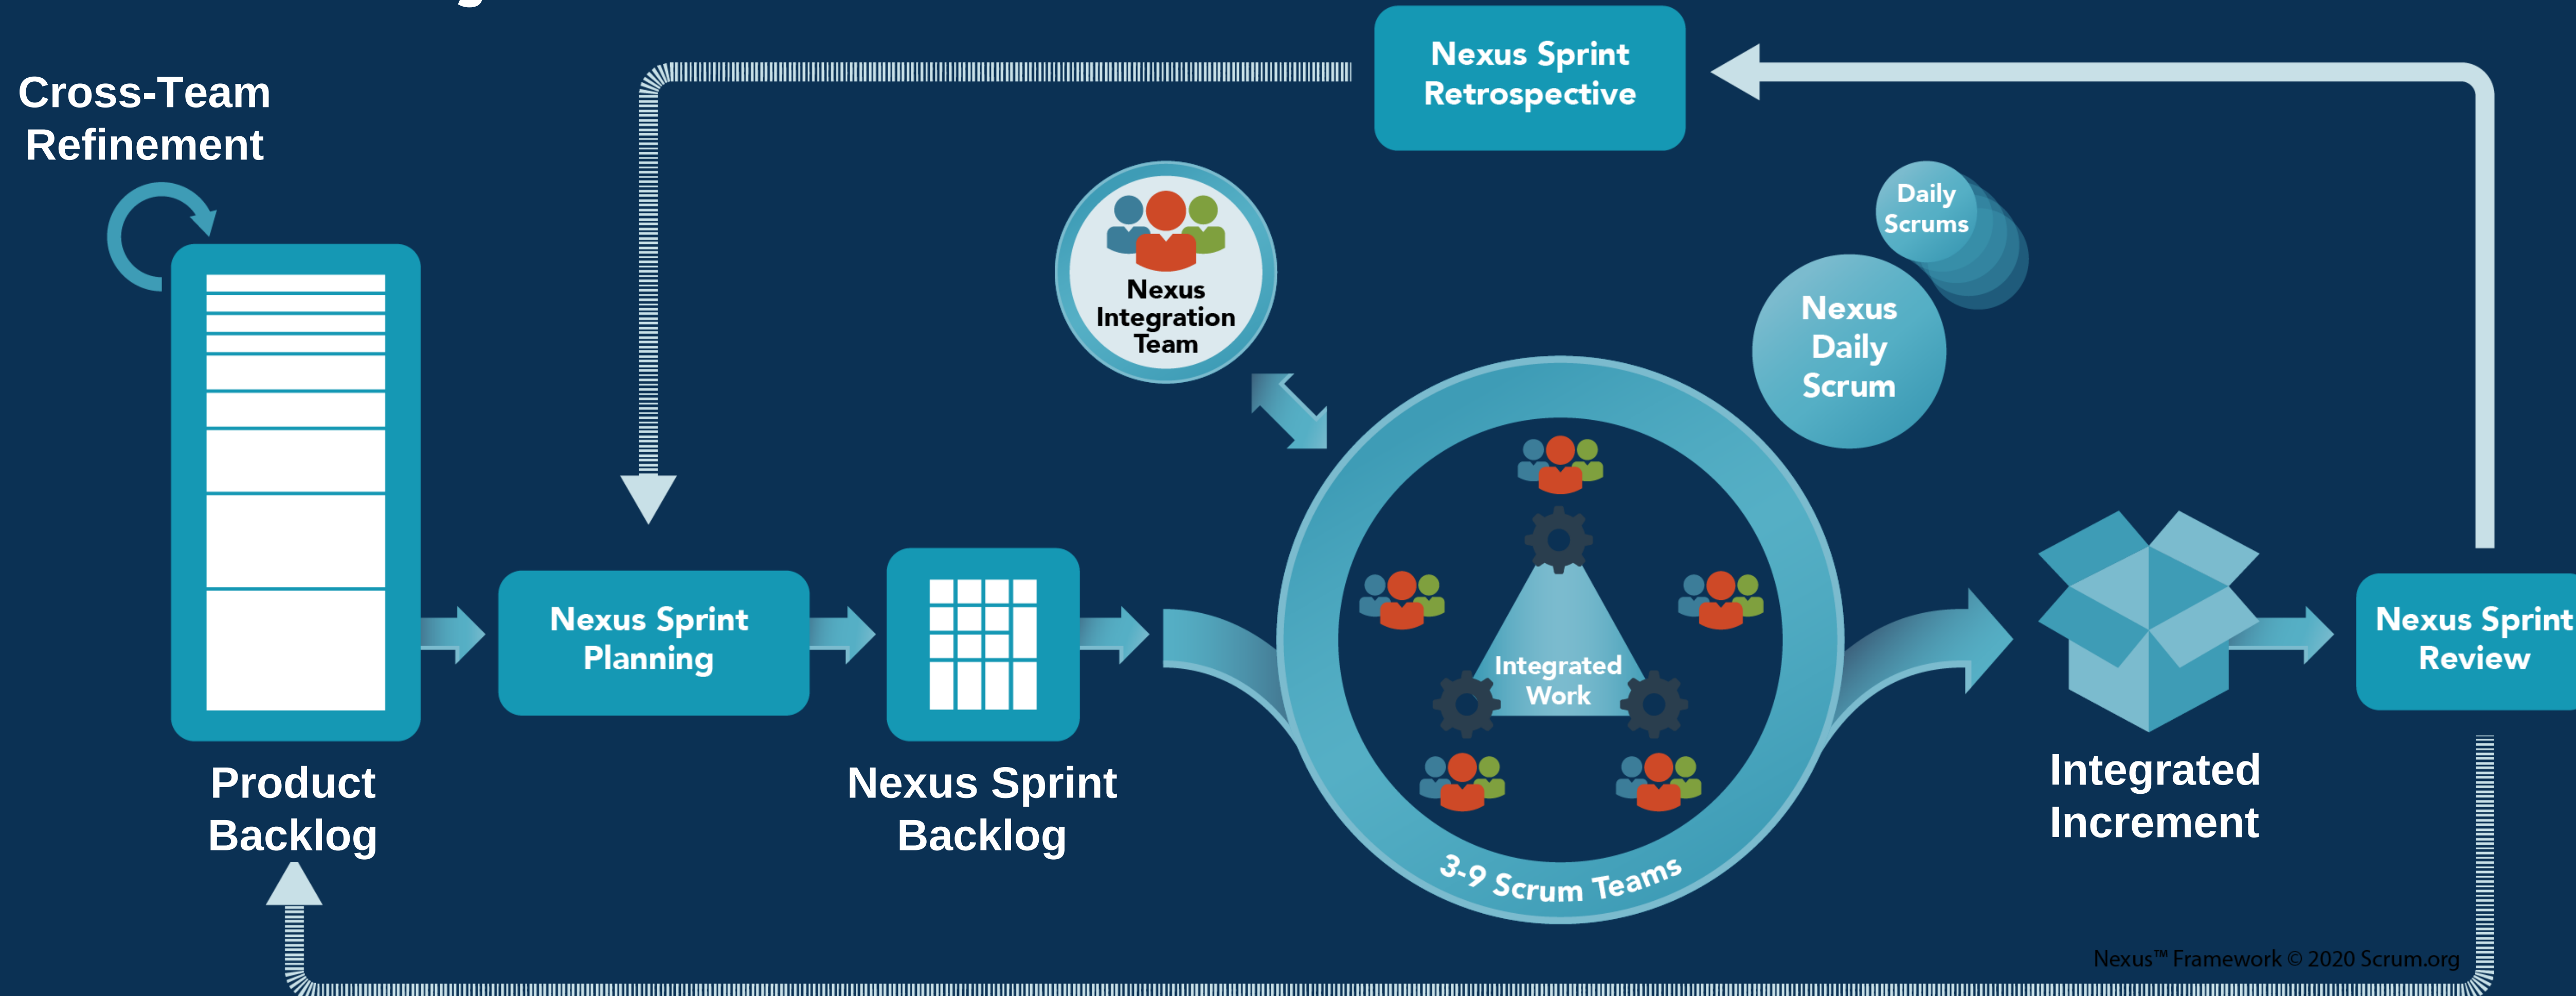 Cross-Team
Refinement
Nexus Sprint
Retrospective
Daily
Scrums
Nexus
Integration
Team
Nexus
Daily
Scrum
Nexus Sprint
Planning
Integrated
Work
Nexus Sprint
Review
Product
Backlog
Nexus Sprint
Backlog
3-9 Scrum Teams
Integrated
Increment
Nexus™ Framework © 2020 Scrum.org